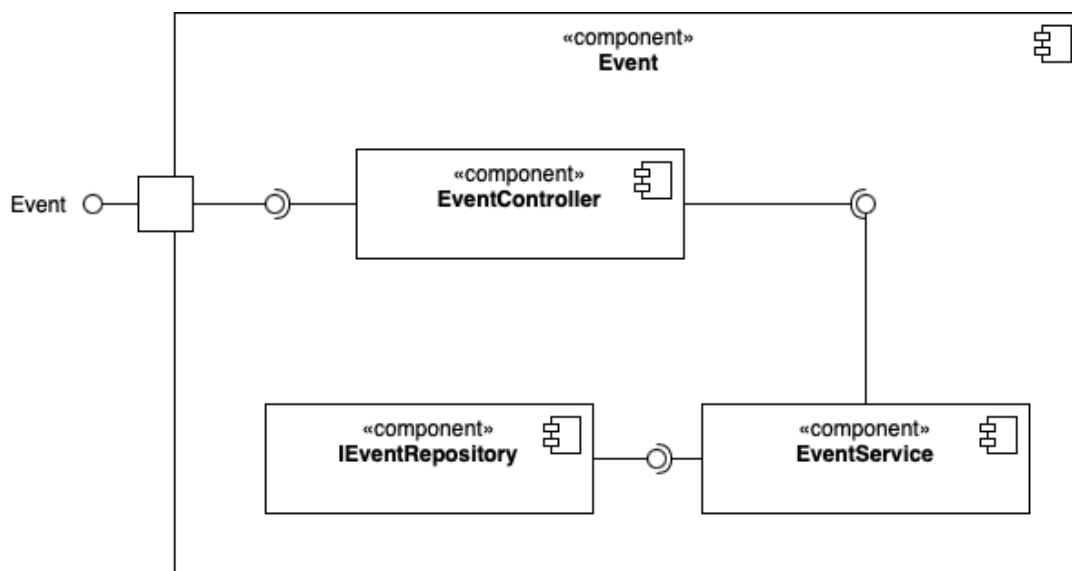 «component»
Event
«component»
EventController
Event
«component»
IEventRepository
«component»
EventService